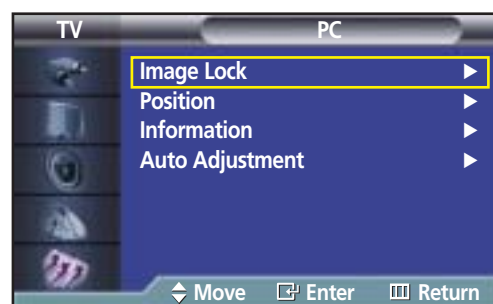 TV PC
Image Lock
Position
Information
Auto Adjustment
Move Enter Return